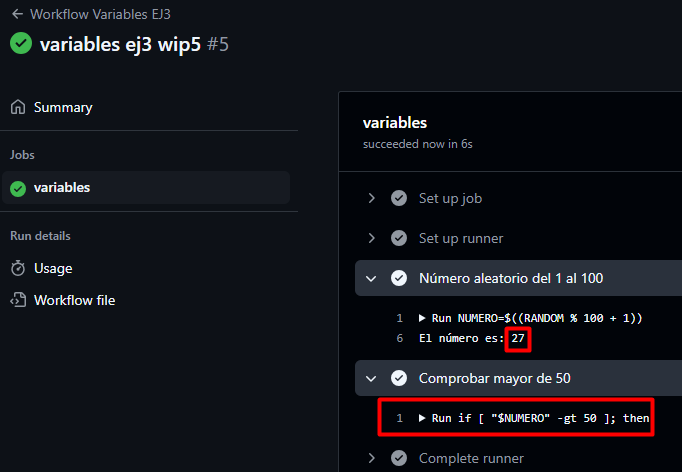 Workflow Variables EJ3
variables ej3 wip5 #5
Summary
Jobs
variables
Run details
Usage
Workflow file
variables
succeeded now in 6s
Set up job
Set up runner
Número aleatorio del 1 al 100
1 Run NUMERO=$((RANDOM % 100 + 1))
6 El número es: 27
Comprobar mayor de 50
1 Run if [ "$NUMERO" -gt 50 ]; then
Complete runner